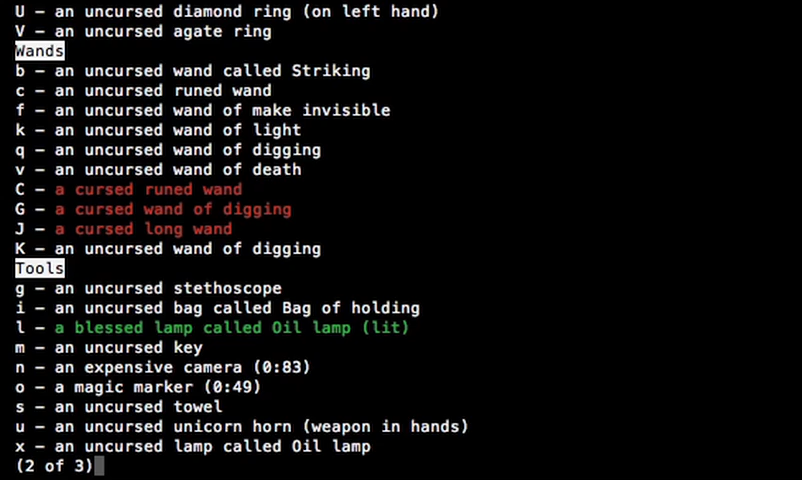 U - an uncursed diamond ring (on left hand)
V - an uncursed agate ring
Wands
b - an uncursed wand called Striking
c - an uncursed runed wand
f - an uncursed wand of make invisible
k - an uncursed wand of light
q - an uncursed wand of digging
v - an uncursed wand of death
C - a cursed runed wand
G - a cursed wand of digging
J - a cursed long wand
K - an uncursed wand of digging
Tools
g - an uncursed stethoscope
i - an uncursed bag called Bag of holding
l - a blessed lamp called Oil lamp (lit)
m - an uncursed key
n - an expensive camera (0:83)
o - a magic marker (0:49)
s - an uncursed towel
u - an uncursed unicorn horn (weapon in hands)
x - an uncursed lamp called Oil lamp
(2 of 3)